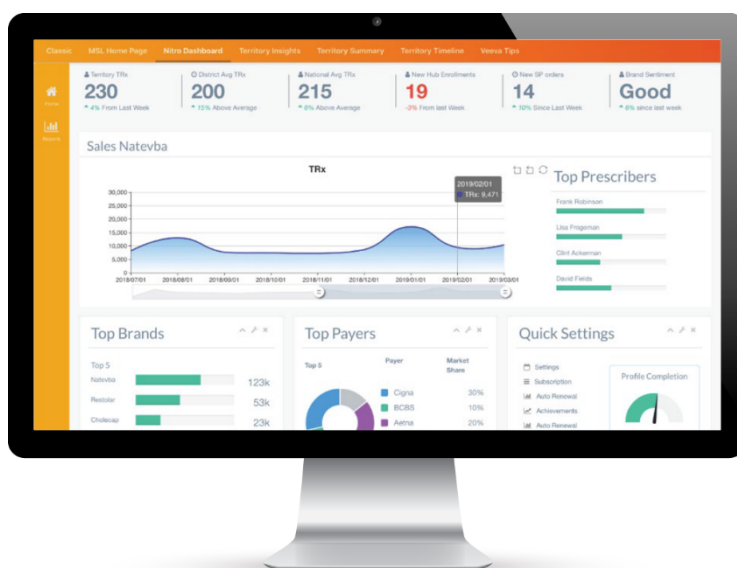 Classic MSL Home Page Nitro Dashboard Territory Insights Territory Summary Territory Timeline Veeva Tips
Home
Reports
Territory TRx
230
4% From Last Week
District Avg TRx
200
15% Above Average
National Avg TRx
215
6% Above Average
New Hub Enrollments
19
-3% From last Week
New SP orders
14
10% Since Last Week
Brand Sentiment
Good
8% since last week
Sales Natevba
TRx
30,000
25,000
20,000
15,000
10,000
5,000
0
2018/07/01 2018/08/01 2018/09/01 2018/10/01 2018/11/01 2018/12/01 2019/01/01 2019/02/01 2019/03/01
2019/02/01
TRx: 9,471
Top Prescribers
Frank Robinson
Lisa Frogeman
Clint Ackerman
David Fields
Top Brands
Top 5
Natevba 123k
Restolar 53k
Cholecap 23k
Top Payers
Top 5 Payer Market Share
Cigna 30%
BCBS 10%
Aetna 20%
Quick Settings
Settings
Subscription
Auto Renewal
Achievements
Auto Renewal
Profile Completion